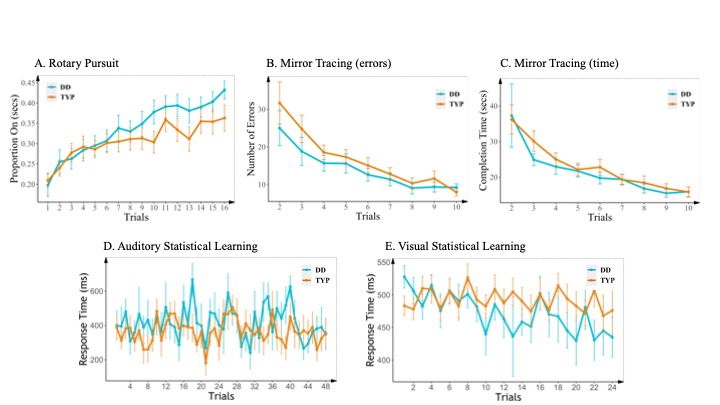 A. Rotary Pursuit
B. Mirror Tracing (errors)
C. Mirror Tracing (time)
Proportion On (secs)
0.45
0.40
0.35
0.30
0.25
0.20
DD
TYP
1 2 3 4 5 6 7 8 9 10 11 12 13 14 15 16
Trials
Number of Errors
30
20
10
DD
TYP
2 3 4 5 6 7 8 9 10
Trials
Completion Time (secs)
40
30
20
DD
TYP
2 3 4 5 6 7 8 9 10
Trials
D. Auditory Statistical Learning
E. Visual Statistical Learning
Response Time (ms)
600
400
200
DD
TYP
4 8 12 16 20 24 28 32 36 40 44 48
Trials
Response Time (ms)
550
500
450
400
DD
TYP
2 4 6 8 10 12 14 16 18 20 22 24
Trials